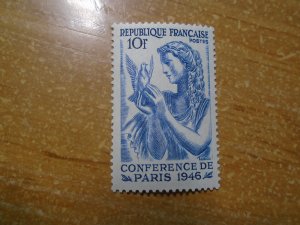 REPUBLIQUE FRANÇAISE
10F
POSTES
CONFERENCE DE
PARIS 1946